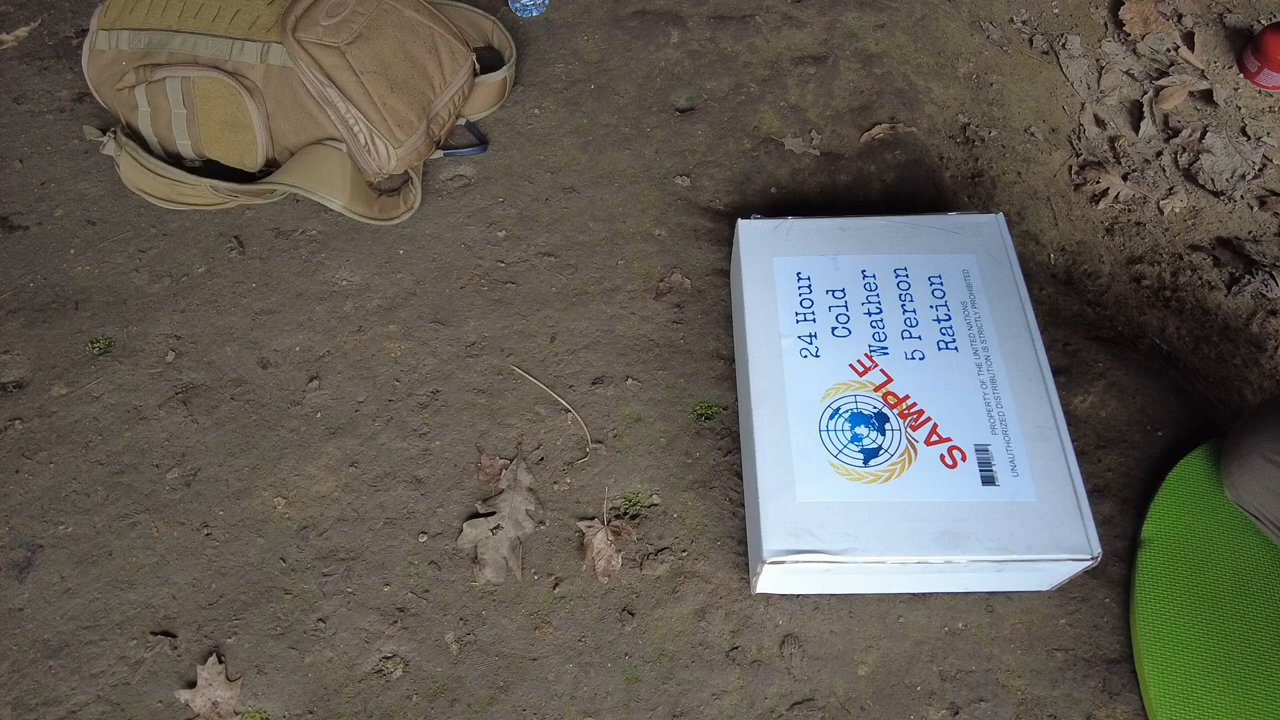 24 Hour
Cold
Weather
5 Person
Ration
SAMPLE
PROPERTY OF THE UNITED NATIONS
UNAUTHORIZED DISTRIBUTION IS STRICTLY PROHIBITED